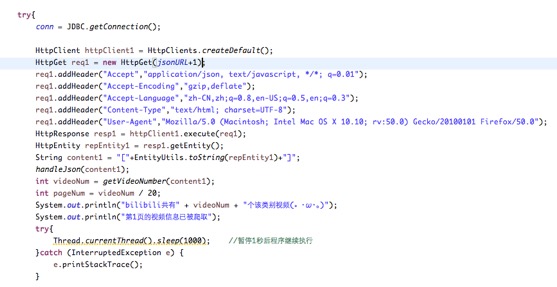 try{
conn = JDBC.getConnection();
HttpClient httpClient1 = HttpClients.createDefault();
HttpGet req1 = new HttpGet(jsonURL+1);
req1.addHeader("Accept","application/json, text/javascript, */*; q=0.01");
req1.addHeader("Accept-Encoding","gzip,deflate");
req1.addHeader("Accept-Language","zh-CN,zh;q=0.8,en-US;q=0.5,en;q=0.3");
req1.addHeader("Content-Type","text/html; charset=UTF-8");
req1.addHeader("User-Agent","Mozilla/5.0 (Macintosh; Intel Mac OS X 10.10; rv:50.0) Gecko/20100101 Firefox/50.0");
HttpResponse resp1 = httpClient1.execute(req1);
HttpEntity repEntity1 = resp1.getEntity();
String content1 = "["+EntityUtils.toString(repEntity1)+"]";
handleJson(content1);
int videoNum = getVideoNumber(content1);
int pageNum = videoNum / 20;
System.out.println("bilibili共有" + videoNum + "个该类别视频(｡･ω･｡)");
System.out.println("第1页的视频信息已被爬取");
try{
Thread.currentThread().sleep(1000); //暂停1秒后程序继续执行
}catch (InterruptedException e) {
e.printStackTrace();
}